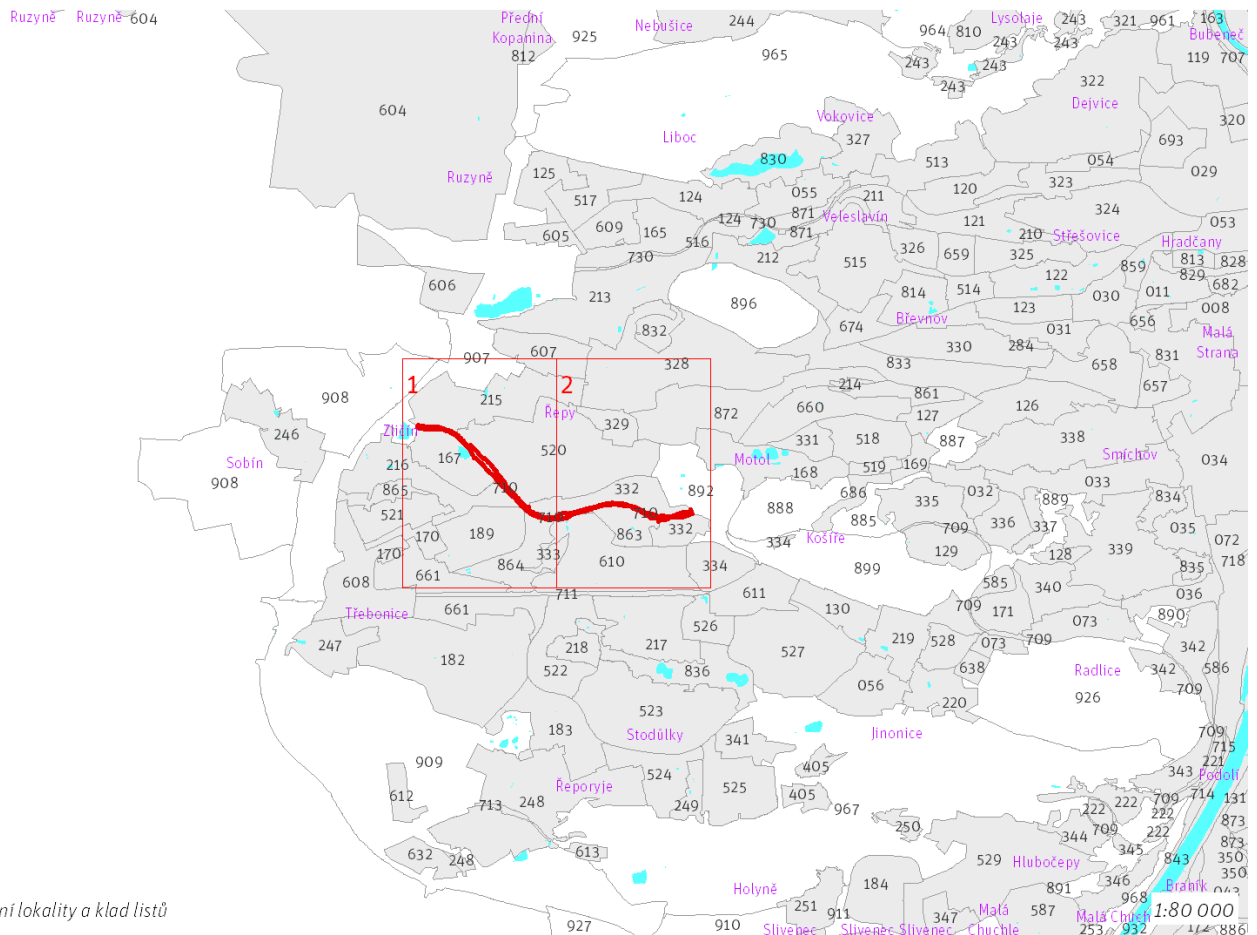 Ruzyně Ruzyně 604 Přední Kopanina 812 925 Nebušice 244 964 810 Lysolaje 243 321 961 163
Bubeneč
965 243 243 243 243 243 119 707
322
604 Dejvice
Vokovice 320
Liboc 327 693
830 513 054
Ruzyně 125 029
323
517 124 055 211 120
324
609 165 124 730 871 871 Veleslavín 121 210 053
605 516 Střešovice Hradčany
730 212 515 326 659 325 813 828
859 829
606 122 682
213 896 814 514 030 011 008
123
Břevnov 656
832 674 031 Malá
330 284 Strana
907 607 833 658 831
328
1 2 214 657
215 861
908 Řepy 660 127 126
329 872
246 Zličín 331 518 887 338
520 Motol Smíchov 034
Sobín 216 167 168 519 169
908 865 710 332 892 686 032 033
888 335 889 834
521 710 710 885 336 337 035
170 189 863 332 334 Košíře 709 072
333 129 128 339 718
170 864 610 899
334 835
608 661 585 340
711 611 036
Třebonice 661 130 709 171 890
526 219 528 073 073
247 182 218 217 527 709 342
522 836 638 Radlice 342 586
056 926 709
523 220
183 Stodůlky 341 Jinonice 709
715
909 405 221
Řeporyje 524 343 Podolí
612 525 405 714 131
713 248 249 967 222 222 709 222
250 344 709 222 873
632 248 613 345 873
529 Hlubočepy 843 350
184 346 350
Holyně 891 Braník 043
251 968
911 347 Malá 587 1:80 000
ní lokality a klad listů
927 910 Slivenec Slivenec Slivenec Chuchle Malá Chuch 253 932 172 886